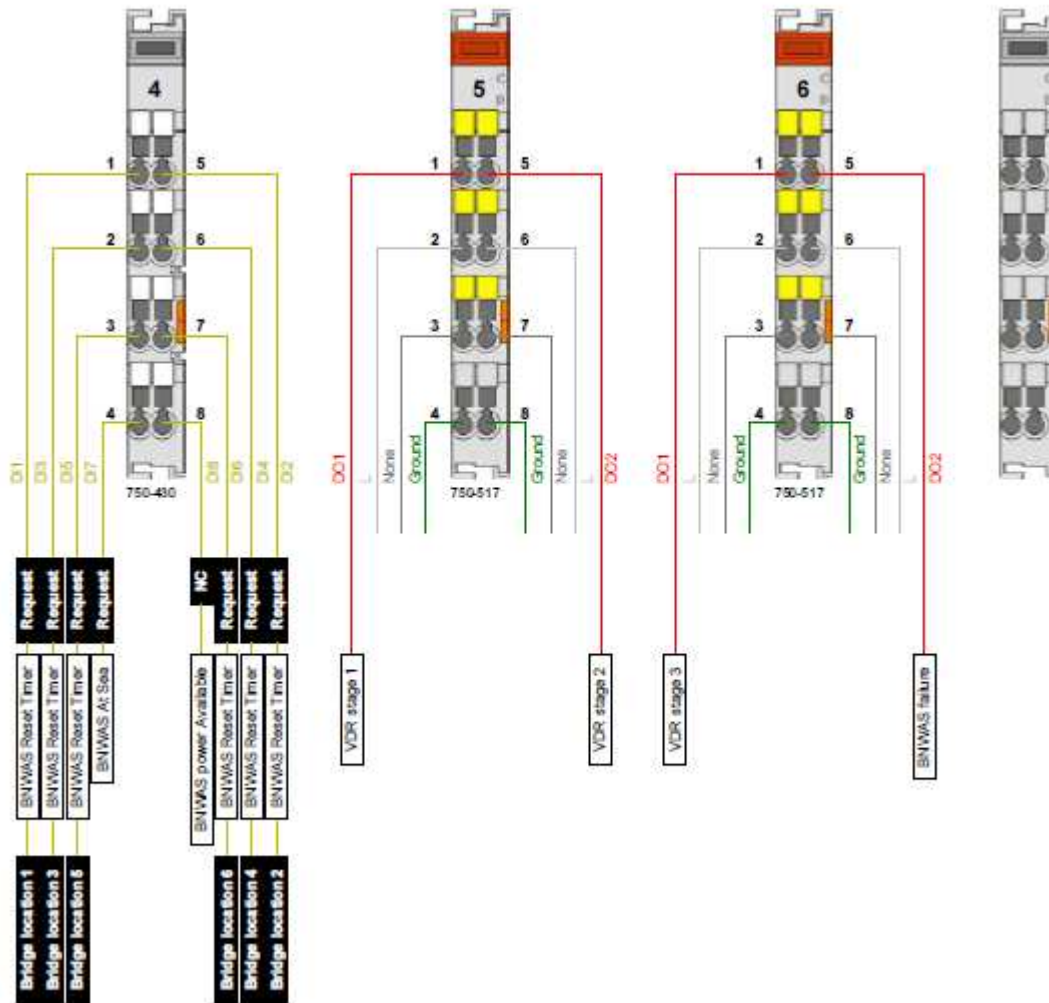 4
5
6
1
5
1
5
1
5
2
6
2
6
2
6
3
7
3
7
3
7
4
8
4
8
4
8
DI1
DI3
DI5
DI7
DI8
DI6
DI4
DI2
DO1
L
None
Ground
Ground
None
L
DO2
DO1
L
None
Ground
Ground
None
L
DO2
750-430
750-517
750-517
Request
Request
Request
Request
NC
Request
Request
Request
BNWAS Reset Timer
BNWAS Reset Timer
BNWAS Reset Timer
BNWAS At Sea
BNWAS power Available
BNWAS Reset Timer
BNWAS Reset Timer
BNWAS Reset Timer
VDR stage 1
VDR stage 2
VDR stage 3
BNWAS failure
Bridge location 1
Bridge location 3
Bridge location 5
Bridge location 6
Bridge location 4
Bridge location 2